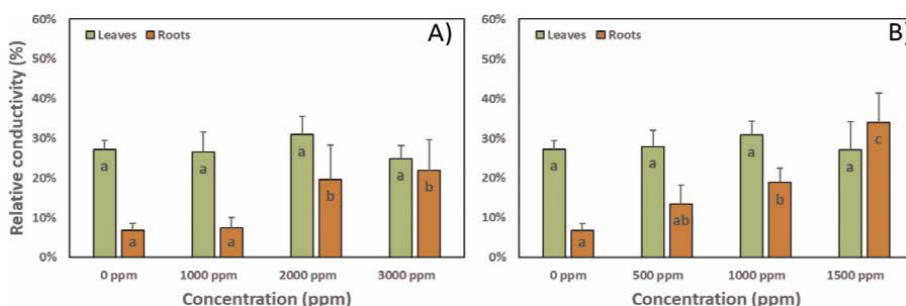 60%
50%
40%
30%
20%
10%
0%
Relative conductivity (%)
Leaves Roots
A)
a a a a
a a b b
0 ppm 1000 ppm 2000 ppm 3000 ppm
Concentration (ppm)
60%
50%
40%
30%
20%
10%
0%
Leaves Roots
B)
a a a a
a ab b c
0 ppm 500 ppm 1000 ppm 1500 ppm
Concentration (ppm)